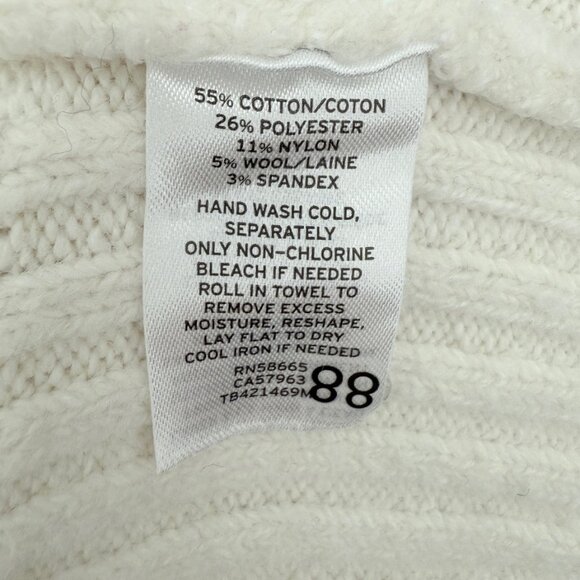 55% COTTON/COTON
26% POLYESTER
11% NYLON
5% WOOL/LAINE
3% SPANDEX
HAND WASH COLD,
SEPARATELY
ONLY NON-CHLORINE
BLEACH IF NEEDED
ROLL IN TOWEL TO
REMOVE EXCESS
MOISTURE, RESHAPE,
LAY FLAT TO DRY
COOL IRON IF NEEDED
RN58665
CA57963
TB421469M
88